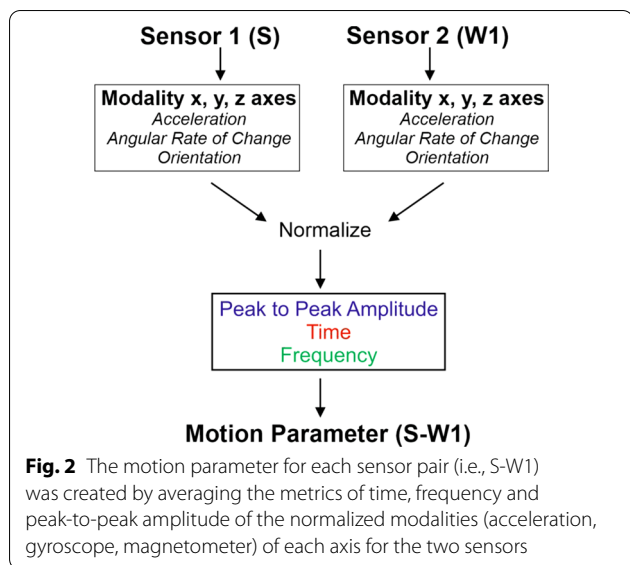 Sensor 1 (S) Sensor 2 (W1)
Modality x, y, z axes Modality x, y, z axes
Acceleration Acceleration
Angular Rate of Change Angular Rate of Change
Orientation Orientation
Normalize
Peak to Peak Amplitude
Time
Frequency
Motion Parameter (S-W1)
Fig. 2 The motion parameter for each sensor pair (i.e., S-W1)
was created by averaging the metrics of time, frequency and
peak-to-peak amplitude of the normalized modalities (acceleration,
gyroscope, magnetometer) of each axis for the two sensors